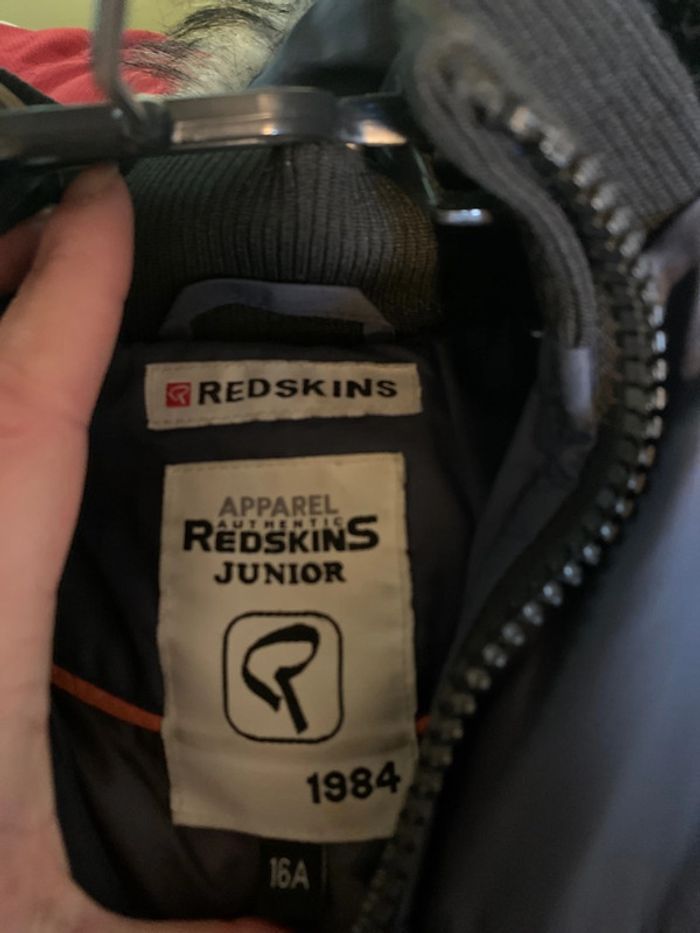 REDSKINS
APPAREL
AUTHENTIC
REDSKINS
JUNIOR
1984
16A